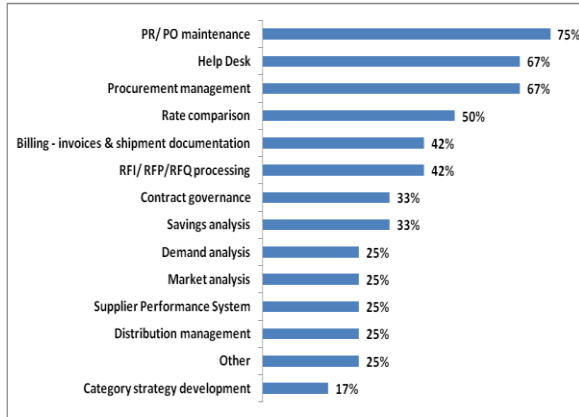 PR/ PO maintenance 75%
Help Desk 67%
Procurement management 67%
Rate comparison 50%
Billing - invoices & shipment documentation 42%
RFI/ RFP/RFQ processing 42%
Contract governance 33%
Savings analysis 33%
Demand analysis 25%
Market analysis 25%
Supplier Performance System 25%
Distribution management 25%
Other 25%
Category strategy development 17%